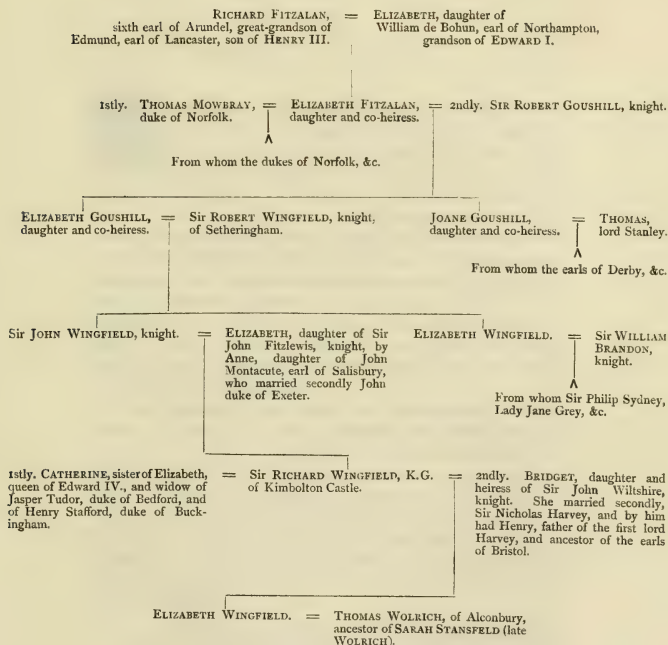 RICHARD FITZALAN,
sixth earl of Arundel, great-grandson of
Edmund, earl of Lancaster, son of HENRY III.
=
ELIZABETH, daughter of
William de Bohun, earl of Northampton,
grandson of EDWARD I.
1stly. THOMAS MOWBRAY,
duke of Norfolk.
=
ELIZABETH FITZALAN,
daughter and co-heiress.
=
2ndly. SIR ROBERT GOUSHILL, knight.
From whom the dukes of Norfolk, &c.
ELIZABETH GOUSHILL,
daughter and co-heiress.
=
Sir ROBERT WINGFIELD, knight,
of Setheringham.
JOANE GOUSHILL,
daughter and co-heiress.
=
THOMAS,
lord Stanley.
From whom the earls of Derby, &c.
Sir JOHN WINGFIELD, knight.
=
ELIZABETH, daughter of Sir
John Fitzlewis, knight, by
Anne, daughter of John
Montacute, earl of Salisbury,
who married secondly John
duke of Exeter.
ELIZABETH WINGFIELD.
=
Sir WILLIAM
BRANDON,
knight.
From whom Sir Philip Sydney,
Lady Jane Grey, &c.
1stly. CATHERINE, sister of Elizabeth,
queen of Edward IV., and widow of
Jasper Tudor, duke of Bedford, and
of Henry Stafford, duke of Buck-
ingham.
=
Sir RICHARD WINGFIELD, K.G.
of Kimbolton Castle.
=
2ndly. BRIDGET, daughter and
heiress of Sir John Wiltshire,
knight. She married secondly,
Sir Nicholas Harvey, and by him
had Henry, father of the first lord
Harvey, and ancestor of the earls
of Bristol.
ELIZABETH WINGFIELD.
=
THOMAS WOLRICH, of Alconbury,
ancestor of SARAH STANSFELD (late
WOLRICH).